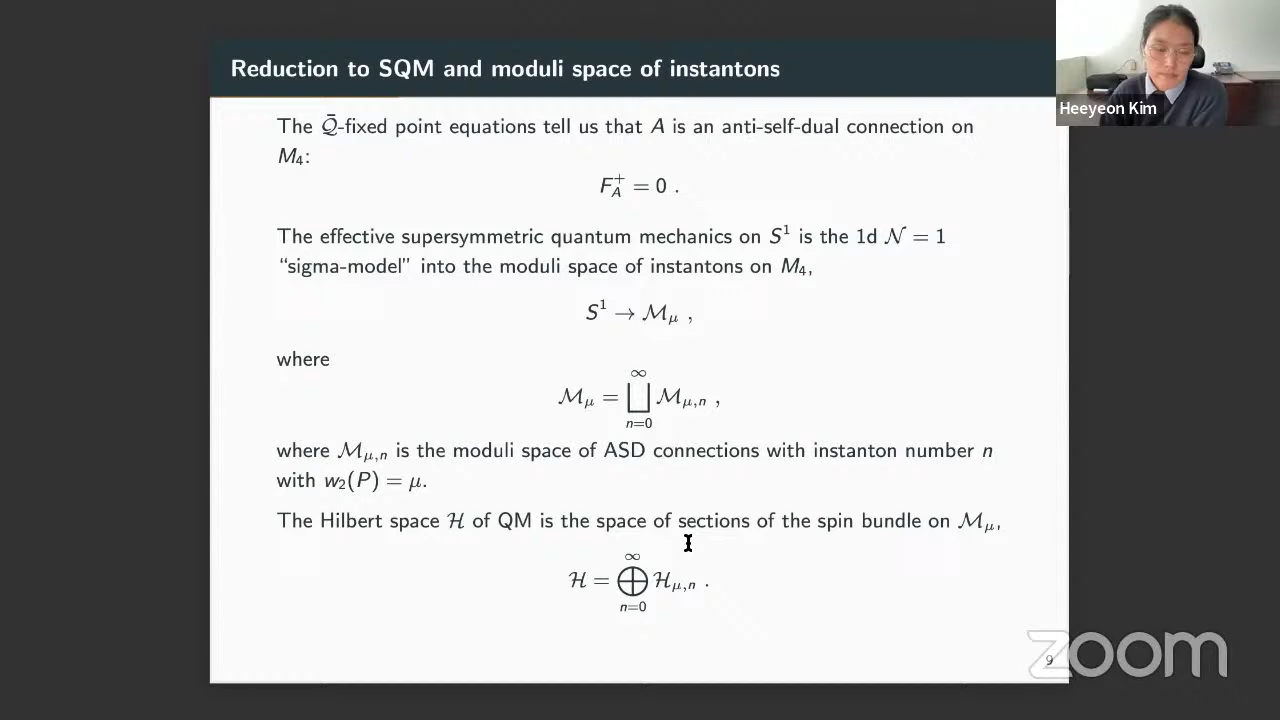 Reduction to SQM and moduli space of instantons
Heeyeon Kim
The Q̄-fixed point equations tell us that A is an anti-self-dual connection on
M₄:
F_A^+ = 0 .
The effective supersymmetric quantum mechanics on S¹ is the 1d 𝒩 = 1
“sigma-model” into the moduli space of instantons on M₄,
S¹ → ℳ_μ ,
where
ℳ_μ = ∐_{n=0}^{∞} ℳ_{μ,n} ,
where ℳ_{μ,n} is the moduli space of ASD connections with instanton number n
with w₂(P) = μ.
The Hilbert space ℋ of QM is the space of sections of the spin bundle on ℳ_μ,
ℋ = ⨁_{n=0}^{∞} ℋ_{μ,n} .
9
zoom